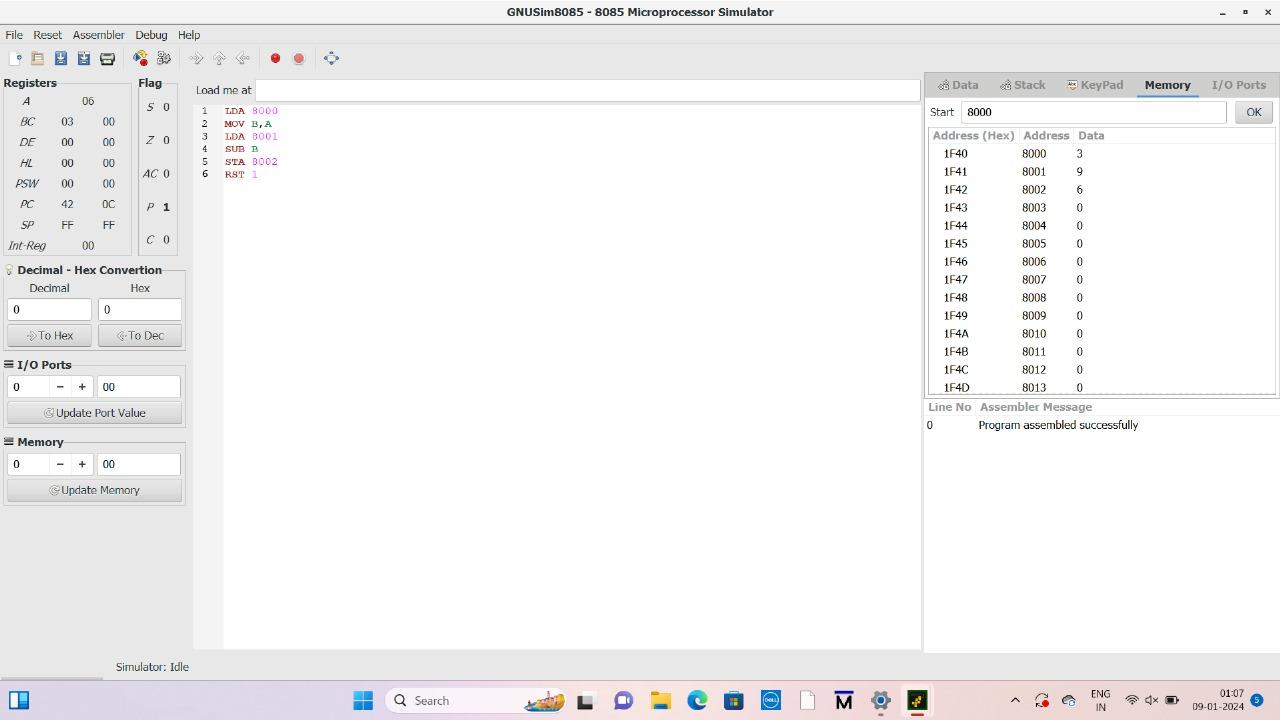 GNUSim8085 - 8085 Microprocessor Simulator
File Reset Assembler Debug Help
Registers
A 06
BC 03 00
DE 00 00
HL 00 00
PSW 00 00
PC 42 0C
SP FF FF
Int-Reg 00
Flag
S 0
Z 0
AC 0
P 1
C 0
Decimal - Hex Convertion
Decimal Hex
0 0
To Hex To Dec
I/O Ports
0 − + 00
Update Port Value
Memory
0 − + 00
Update Memory
Load me at
1 LDA 8000
2 MOV B,A
3 LDA 8001
4 SUB B
5 STA 8002
6 RST 1
Data Stack KeyPad Memory I/O Ports
Start 8000 OK
Address (Hex) Address Data
1F40 8000 3
1F41 8001 9
1F42 8002 6
1F43 8003 0
1F44 8004 0
1F45 8005 0
1F46 8006 0
1F47 8007 0
1F48 8008 0
1F49 8009 0
1F4A 8010 0
1F4B 8011 0
1F4C 8012 0
1F4D 8013 0
Line No Assembler Message
0 Program assembled successfully
Simulator: Idle
Search
DELL
M
ENG
IN
01:07
09-01-2024
5